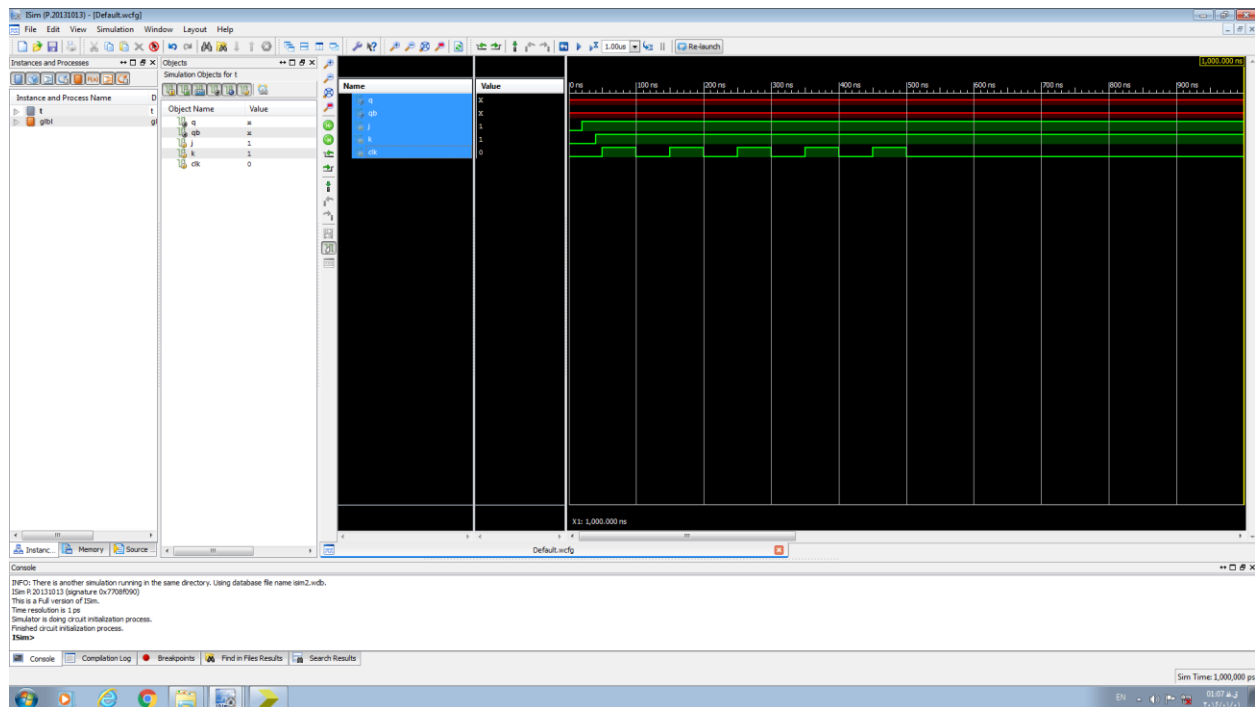 ISim (P.20131013) - [Default.wcfg]
File Edit View Simulation Window Layout Help
1.00us Re-launch
Instances and Processes
Objects
Simulation Objects for t
Instance and Process Name D
t t
glbl gl
Object Name Value
q x
qb x
j 1
k 1
clk 0
Name Value
q x
qb x
j 1
k 1
clk 0
1,000.000 ns
0 ns 100 ns 200 ns 300 ns 400 ns 500 ns 600 ns 700 ns 800 ns 900 ns
X1: 1,000.000 ns
Instanc... Memory Source ...
Default.wcfg
Console
INFO: There is another simulation running in the same directory. Using database file name isim2.wdb.
ISim P.20131013 (signature 0x7708f090)
This is a Full version of ISim.
Time resolution is 1 ps
Simulator is doing circuit initialization process.
Finished circuit initialization process.
ISim>
Console Compilation Log Breakpoints Find in Files Results Search Results
Sim Time: 1,000,000 ps
EN
01:07 ق.ظ